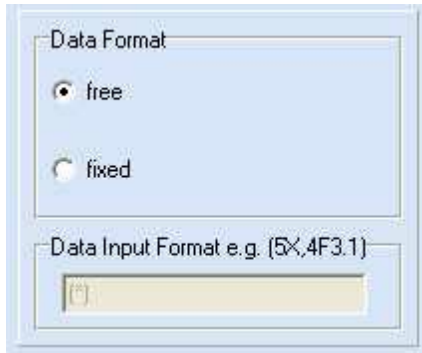 Data Format
free
fixed
Data Input Format e.g. (5X,4F3.1)
(*)